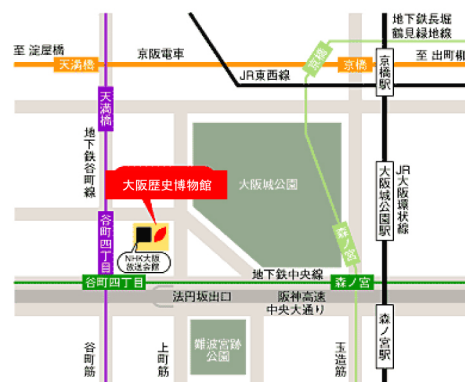 地下鉄長堀
鶴見緑地線
至 淀屋橋
京阪電車
京橋
京橋駅
至 出町柳
天満橋
京橋
JR東西線
天満橋
地下鉄谷町線
大阪歴史博物館
大阪城公園
大阪城公園駅
JR大阪環状線
谷町四丁目
NHK大阪
放送会館
森ノ宮
谷町四丁目
地下鉄中央線
森ノ宮
法円坂出口
阪神高速
中央大通り
森ノ宮駅
難波宮跡
公園
谷町筋
上町筋
玉造筋